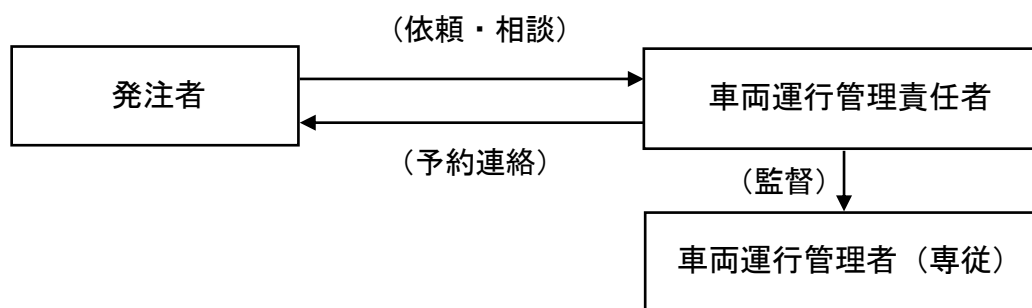 （依頼・相談）
発注者
車両運行管理責任者
（予約連絡）
（監督）
車両運行管理者（専従）